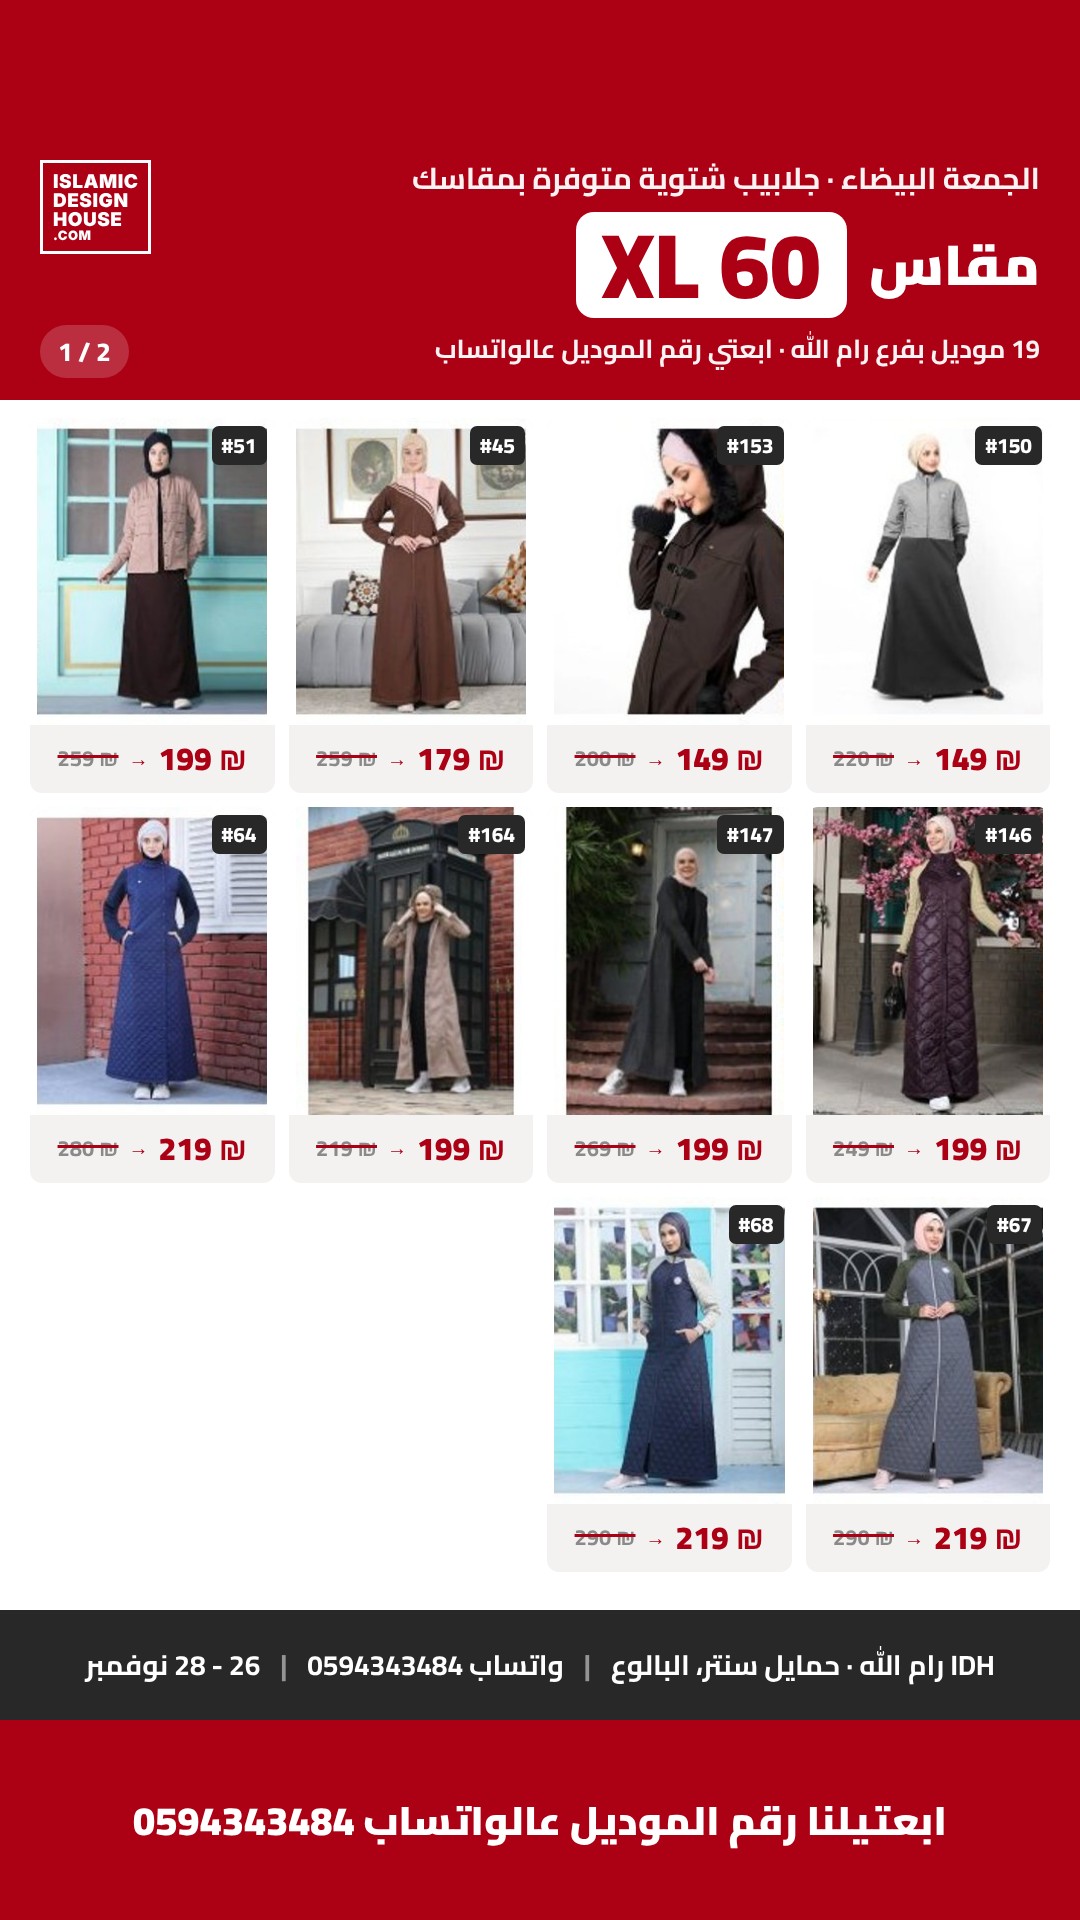 ISLAMIC
DESIGN
HOUSE
.COM
الجمعة البيضاء · جلابيب شتوية متوفرة بمقاسك
مقاس XL 60
19 موديل بفرع رام الله · ابعتي رقم الموديل عالواتساب
1 / 2
#150
#153
#45
#51
220 ₪ → 149 ₪
200 ₪ → 149 ₪
259 ₪ → 179 ₪
259 ₪ → 199 ₪
#146
#147
#164
#64
249 ₪ → 199 ₪
269 ₪ → 199 ₪
219 ₪ → 199 ₪
280 ₪ → 219 ₪
#67
#68
290 ₪ → 219 ₪
290 ₪ → 219 ₪
IDH رام الله · حمايل سنتر، البالوع | واتساب 0594343484 | 26 - 28 نوفمبر
ابعتيلنا رقم الموديل عالواتساب 0594343484